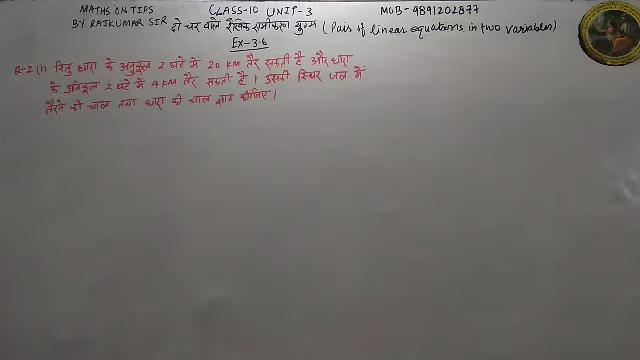 MATHS ON TIPS CLASS-10 UNIT-3 MOB-9891202877
BY RAJKUMAR SIR दो चर वाले रैखिक समीकरण युग्म (Pair of linear equations in two variables)
Ex-3.6
Q-2 (i) रितु धारा के अनुकूल 2 घंटे में 20 KM तैर सकती है और धारा
के प्रतिकूल 2 घंटे में 4 KM तैर सकती है। उसकी स्थिर जल में
तैरने की चाल तथा धारा की चाल ज्ञात कीजिए।